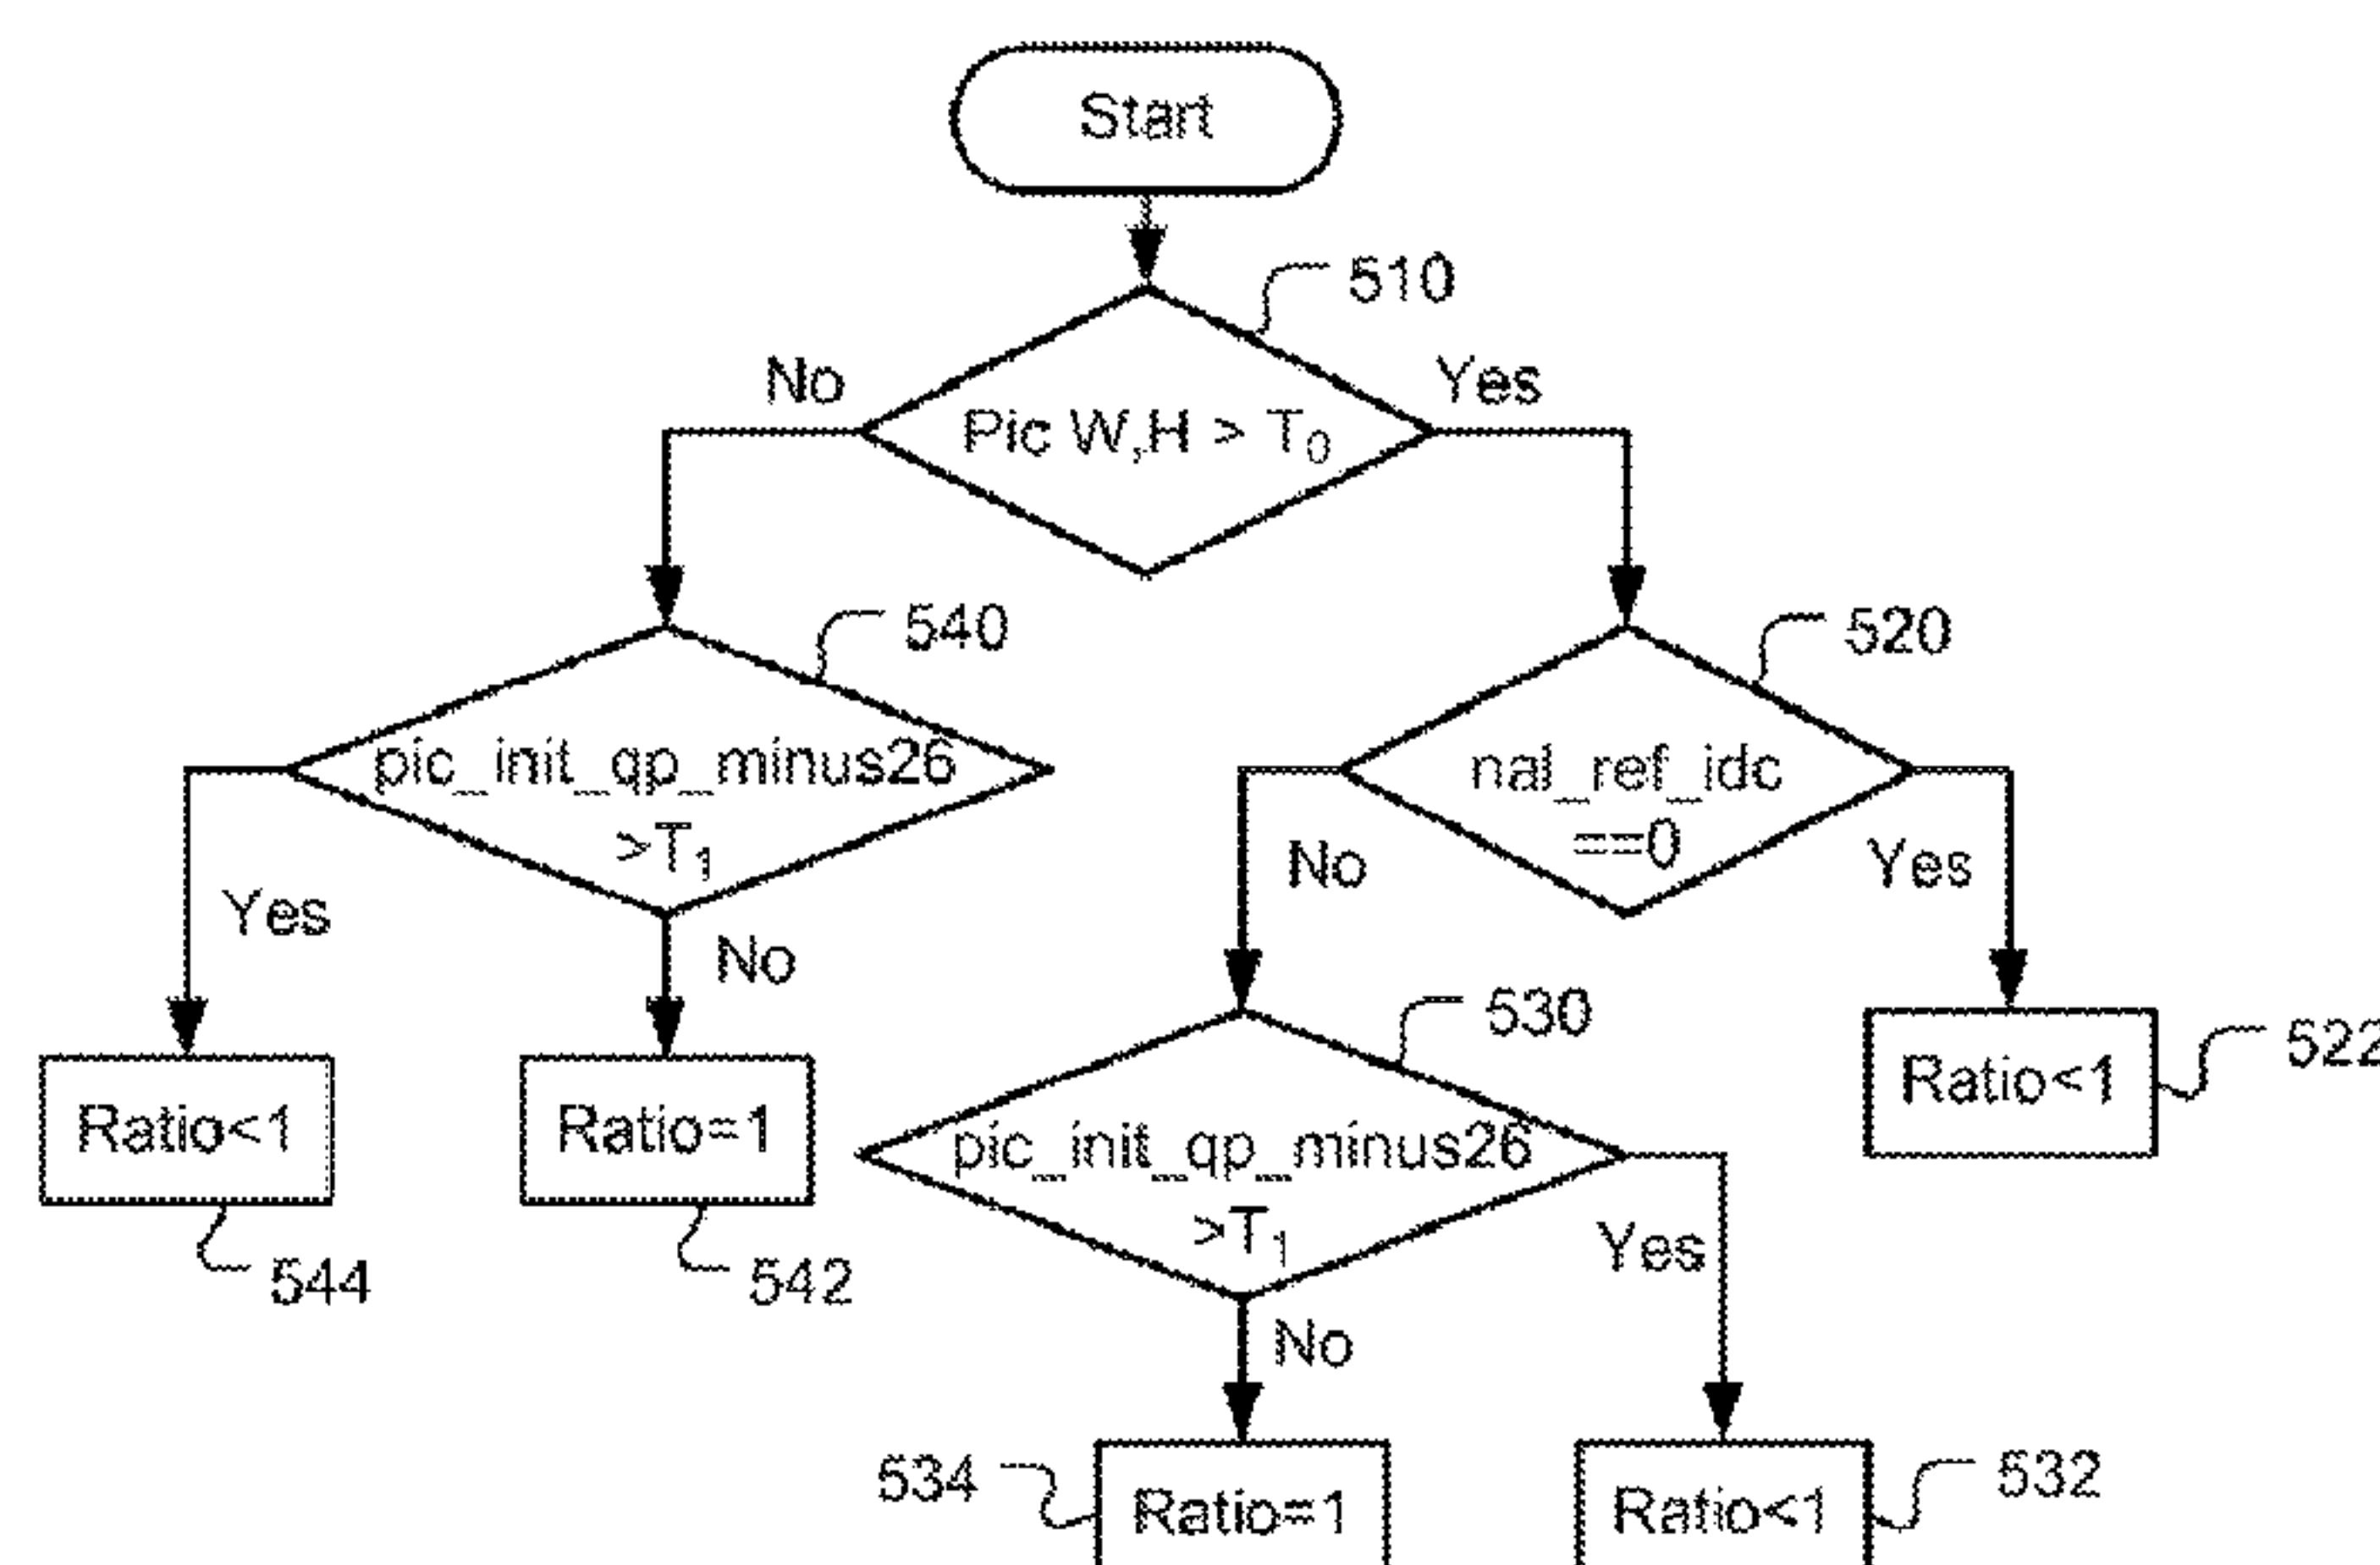 Start
510
No
Yes
Pic W,H > T₀
540
520
pic_init_qp_minus26
>T₁
nal_ref_idc
==0
Yes
No
No
Yes
530
522
Ratio<1
Ratio=1
Ratio<1
pic_init_qp_minus26
>T₁
Yes
544
542
No
534
Ratio=1
Ratio<1
532